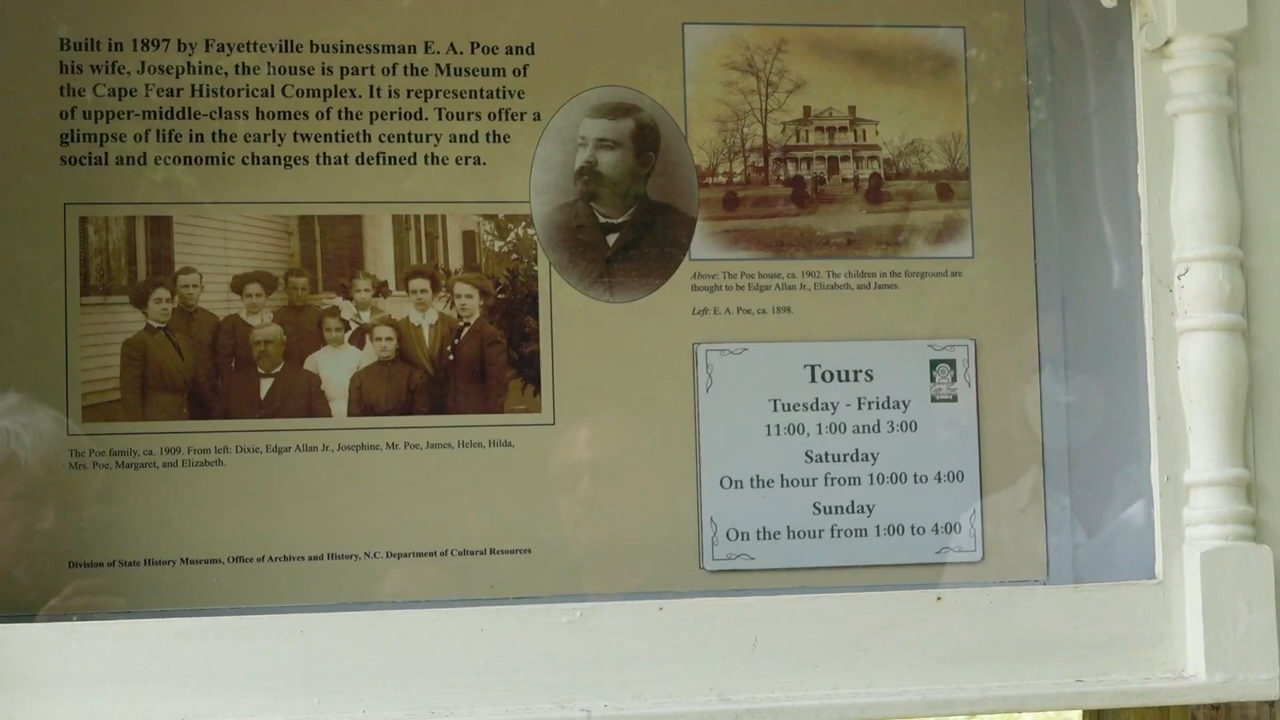 Built in 1897 by Fayetteville businessman E. A. Poe and
his wife, Josephine, the house is part of the Museum of
the Cape Fear Historical Complex. It is representative
of upper-middle-class homes of the period. Tours offer a
glimpse of life in the early twentieth century and the
social and economic changes that defined the era.
Above: The Poe house, ca. 1902. The children in the foreground are
thought to be Edgar Allan Jr., Elizabeth, and James.
Left: E. A. Poe, ca. 1898.
The Poe family, ca. 1909. From left: Dixie, Edgar Allan Jr., Josephine, Mr. Poe, James, Helen, Hilda,
Mrs. Poe, Margaret, and Elizabeth.
Division of State History Museums, Office of Archives and History, N.C. Department of Cultural Resources
Tours
Tuesday - Friday
11:00, 1:00 and 3:00
Saturday
On the hour from 10:00 to 4:00
Sunday
On the hour from 1:00 to 4:00